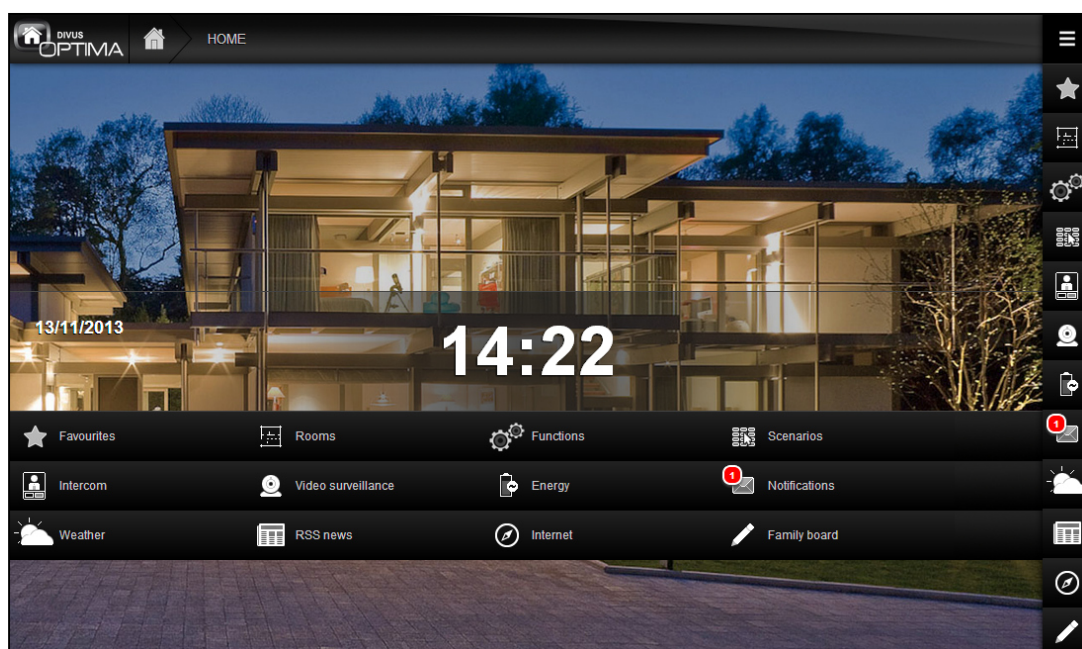 DIVUS
OPTIMA
HOME
13/11/2013
14:22
Favourites
Rooms
Functions
Scenarios
Intercom
Video surveillance
Energy
1
Notifications
Weather
RSS news
Internet
Family board
1